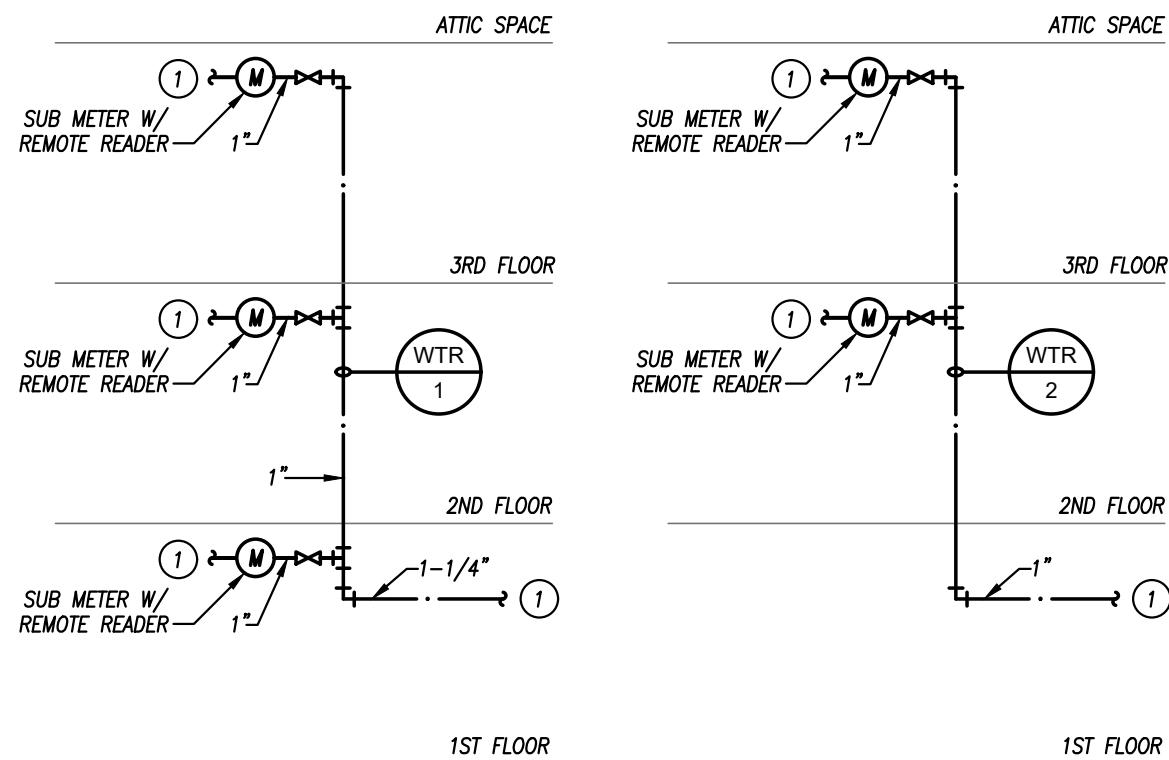 ATTIC SPACE
1
M
SUB METER W/
REMOTE READER
1"
3RD FLOOR
1
M
SUB METER W/
REMOTE READER
1"
WTR
1
1"
2ND FLOOR
1
M
SUB METER W/
REMOTE READER
1"
1-1/4"
1
1ST FLOOR
ATTIC SPACE
1
M
SUB METER W/
REMOTE READER
1"
3RD FLOOR
1
M
SUB METER W/
REMOTE READER
1"
WTR
2
2ND FLOOR
1"
1
1ST FLOOR